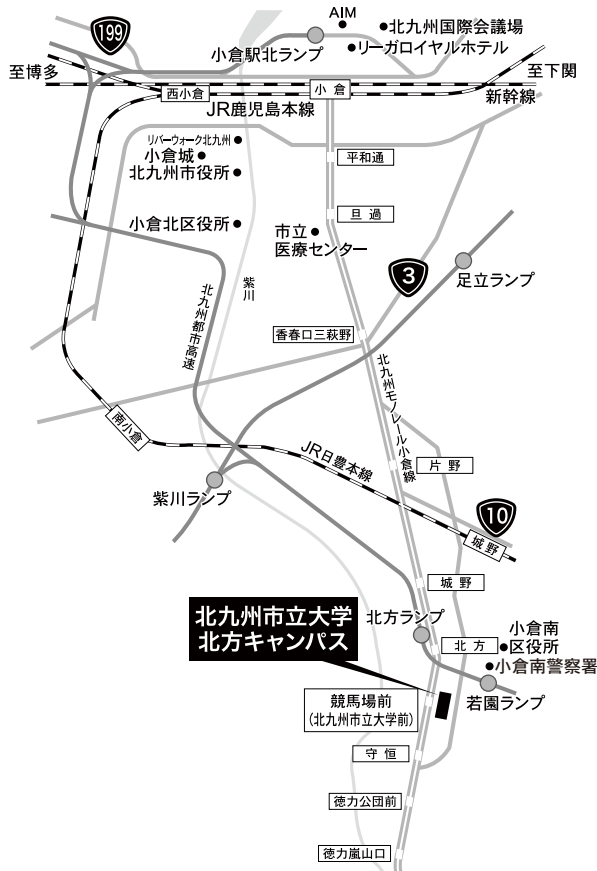 AIM
199
北九州国際会議場
小倉駅北ランプ
リーガロイヤルホテル
至博多
至下関
西小倉
小倉
新幹線
JR鹿児島本線
リバーウォーク北九州
小倉城
平和通
北九州市役所
旦過
小倉北区役所
市立
医療センター
3
足立ランプ
紫川
北九州都市高速
香春口三萩野
北九州モノレール小倉線
南小倉
JR日豊本線
片野
紫川ランプ
10
城野
城野
北九州市立大学
北方キャンパス
北方ランプ
小倉南
区役所
北方
小倉南警察署
競馬場前
(北九州市立大学前)
若園ランプ
守恒
徳力公団前
徳力嵐山口